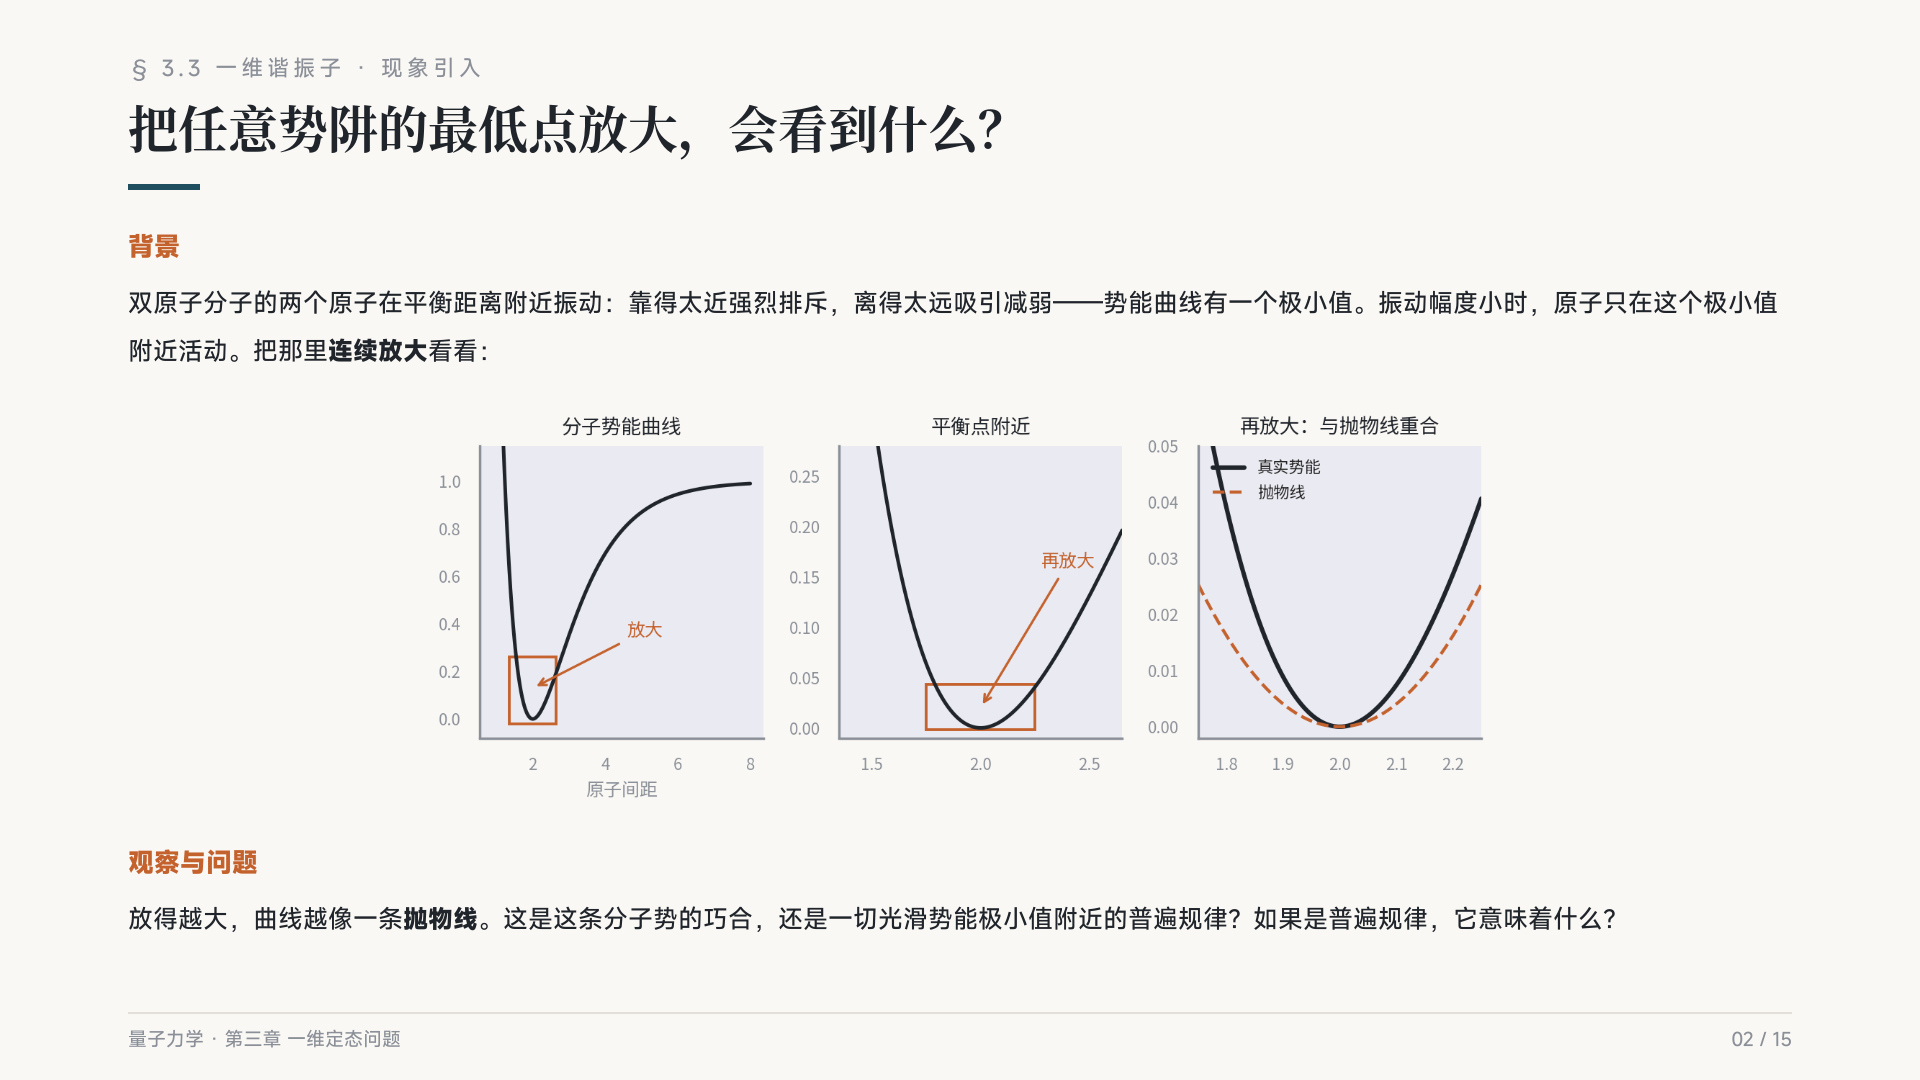 § 3.3 一维谐振子 · 现象引入
把任意势阱的最低点放大，会看到什么？
背景
双原子分子的两个原子在平衡距离附近振动：靠得太近强烈排斥，离得太远吸引减弱——势能曲线有一个极小值。振动幅度小时，原子只在这个极小值
附近活动。把那里连续放大看看：
分子势能曲线
1.0
0.8
0.6
0.4
0.2
0.0
放大
2 4 6 8
原子间距
平衡点附近
0.25
0.20
0.15
0.10
0.05
0.00
再放大
1.5 2.0 2.5
再放大：与抛物线重合
0.05
0.04
0.03
0.02
0.01
0.00
真实势能
抛物线
1.8 1.9 2.0 2.1 2.2
观察与问题
放得越大，曲线越像一条抛物线。这是这条分子势的巧合，还是一切光滑势能极小值附近的普遍规律？如果是普遍规律，它意味着什么？
量子力学 · 第三章 一维定态问题
02 / 15